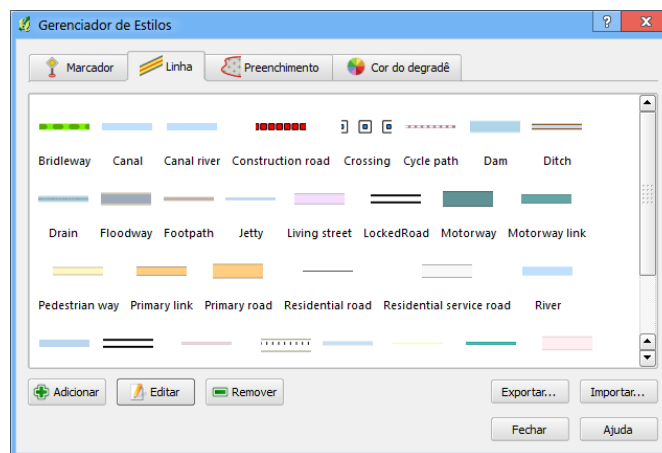 Gerenciador de Estilos
? X
Marcador Linha Preenchimento Cor do degradê
Bridleway Canal Canal river Construction road Crossing Cycle path Dam Ditch
Drain Floodway Footpath Jetty Living street LockedRoad Motorway Motorway link
Pedestrian way Primary link Primary road Residential road Residential service road River
Adicionar Editar Remover Exportar... Importar...
Fechar Ajuda